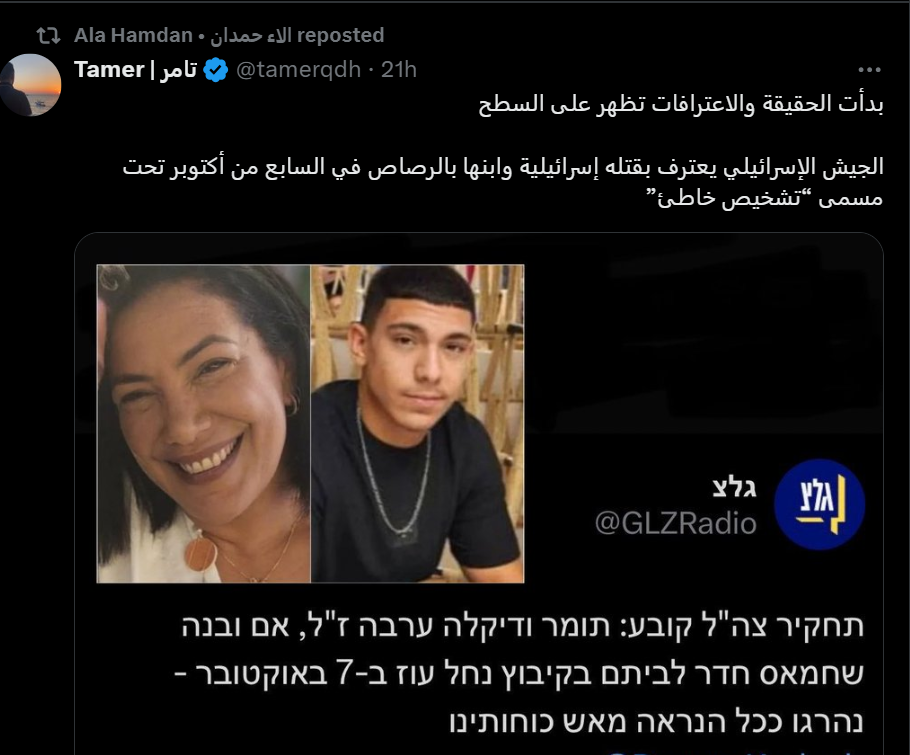 Ala Hamdan • الاء حمدان reposted
Tamer | تامر @tamerqdh · 21h
بدأت الحقيقة والاعترافات تظهر على السطح
الجيش الإسرائيلي يعترف بقتله إسرائيلية وابنها بالرصاص في السابع من أكتوبر تحت
مسمى “تشخيص خاطئ”
גלצ
גלצ
@GLZRadio
תחקיר צה"ל קובע: תומר ודיקלה ערבה ז"ל, אם ובנה
שחמאס חדר לביתם בקיבוץ נחל עוז ב-7 באוקטובר -
נהרגו ככל הנראה מאש כוחותינו